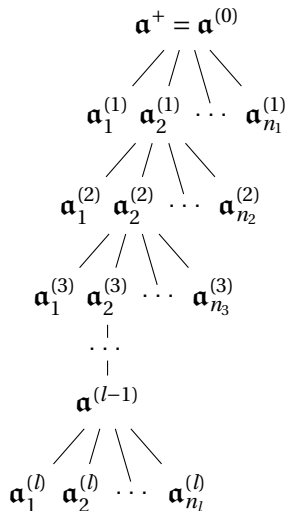 𝖆⁺ = 𝖆⁽⁰⁾
𝖆₁⁽¹⁾ 𝖆₂⁽¹⁾ ⋯ 𝖆ₙ₁⁽¹⁾
𝖆₁⁽²⁾ 𝖆₂⁽²⁾ ⋯ 𝖆ₙ₂⁽²⁾
𝖆₁⁽³⁾ 𝖆₂⁽³⁾ ⋯ 𝖆ₙ₃⁽³⁾
⋯
𝖆⁽ˡ⁻¹⁾
𝖆₁⁽ˡ⁾ 𝖆₂⁽ˡ⁾ ⋯ 𝖆ₙₗ⁽ˡ⁾